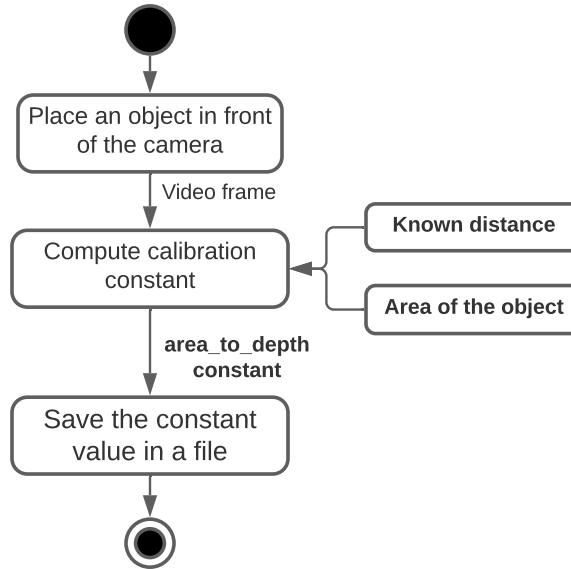 Place an object in front
of the camera
Video frame
Compute calibration
constant
Known distance
Area of the object
area_to_depth
constant
Save the constant
value in a file